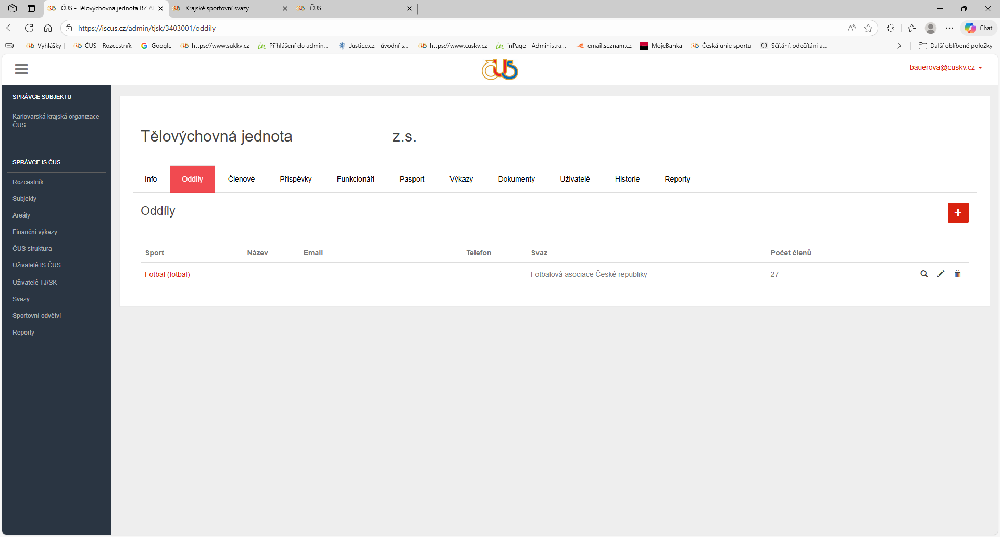 ČUS - Tělovýchovná jednota RZ A
Krajské sportovní svazy
ČUS
https://iscus.cz/admin/tjsk/3403001/oddily
Chat
Vyhlášky |
ČUS - Rozcestník
Google
https://www.sukkv.cz
Přihlášení do admin...
Justice.cz - úvodní s...
https://www.cuskv.cz
inPage - Administra...
email.seznam.cz
MojeBanka
Česká unie sportu
Sčítání, odečítání a...
Další oblíbené položky
ČUS
bauerova@cuskv.cz
SPRÁVCE SUBJEKTU
Karlovarská krajská organizace
ČUS
SPRÁVCE IS ČUS
Rozcestník
Subjekty
Areály
Finanční výkazy
ČUS struktura
Uživatelé IS ČUS
Uživatelé TJ/SK
Svazy
Sportovní odvětví
Reporty
Tělovýchovná jednota z.s.
Info Oddíly Členové Příspěvky Funkcionáři Pasport Výkazy Dokumenty Uživatelé Historie Reporty
Oddíly
Sport Název Email Telefon Svaz Počet členů
Fotbal (fotbal) Fotbalová asociace České republiky 27